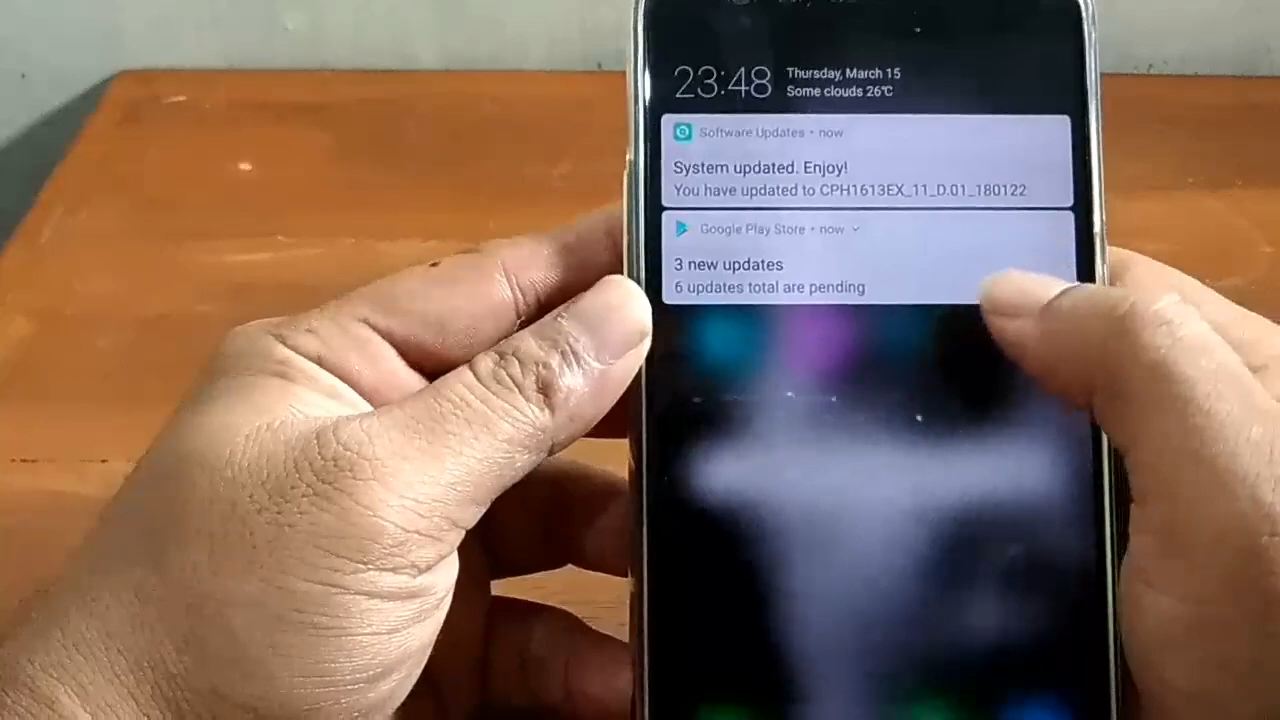 23:48
Thursday, March 15
Some clouds 26℃
Software Updates • now
System updated. Enjoy!
You have updated to CPH1613EX_11_D.01_180122
Google Play Store • now
3 new updates
6 updates total are pending